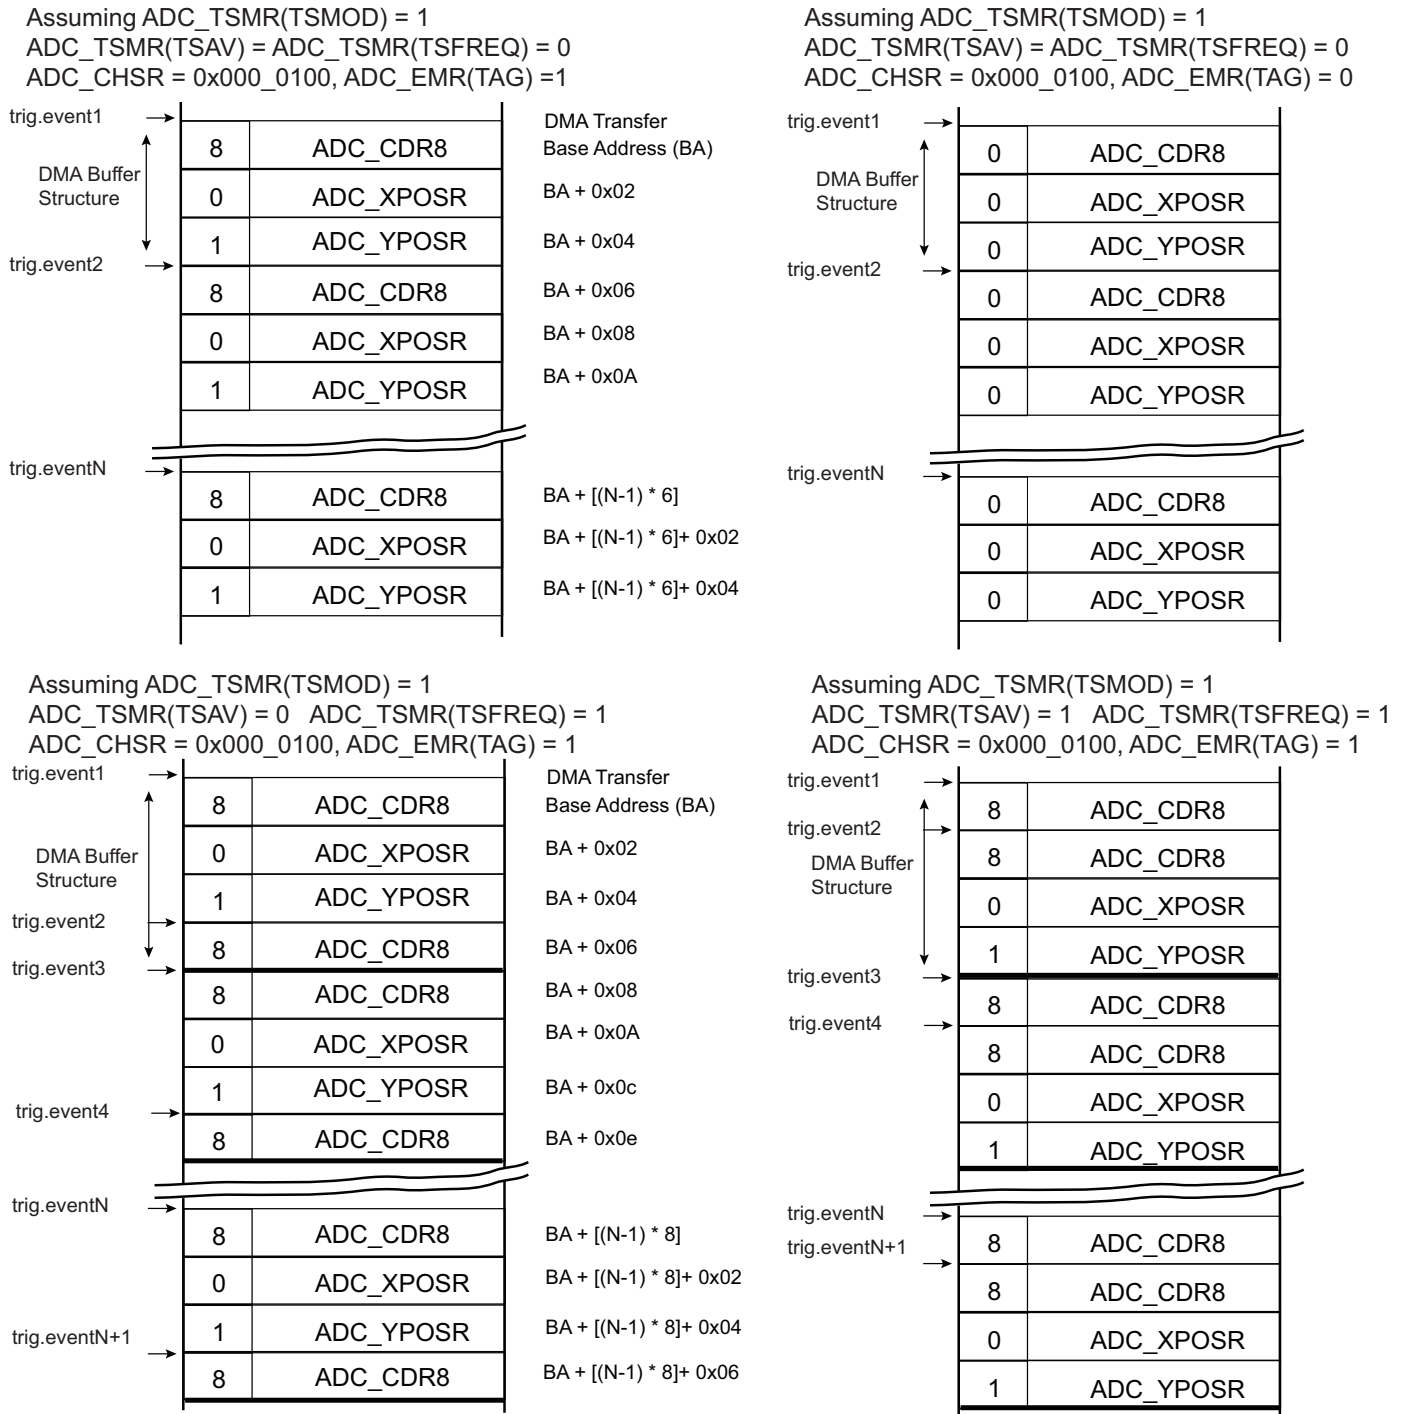 Assuming ADC_TSMR(TSMOD) = 1
ADC_TSMR(TSAV) = ADC_TSMR(TSFREQ) = 0
ADC_CHSR = 0x000_0100, ADC_EMR(TAG) =1
trig.event1
DMA Transfer
8 ADC_CDR8 Base Address (BA)
DMA Buffer
Structure
0 ADC_XPOSR BA + 0x02
1 ADC_YPOSR BA + 0x04
trig.event2
8 ADC_CDR8 BA + 0x06
0 ADC_XPOSR BA + 0x08
1 ADC_YPOSR BA + 0x0A
trig.eventN
8 ADC_CDR8 BA + [(N-1) * 6]
0 ADC_XPOSR BA + [(N-1) * 6]+ 0x02
1 ADC_YPOSR BA + [(N-1) * 6]+ 0x04
Assuming ADC_TSMR(TSMOD) = 1
ADC_TSMR(TSAV) = ADC_TSMR(TSFREQ) = 0
ADC_CHSR = 0x000_0100, ADC_EMR(TAG) = 0
trig.event1
0 ADC_CDR8
DMA Buffer
Structure
0 ADC_XPOSR
0 ADC_YPOSR
trig.event2
0 ADC_CDR8
0 ADC_XPOSR
0 ADC_YPOSR
trig.eventN
0 ADC_CDR8
0 ADC_XPOSR
0 ADC_YPOSR
Assuming ADC_TSMR(TSMOD) = 1
ADC_TSMR(TSAV) = 0 ADC_TSMR(TSFREQ) = 1
ADC_CHSR = 0x000_0100, ADC_EMR(TAG) = 1
trig.event1
DMA Transfer
8 ADC_CDR8 Base Address (BA)
0 ADC_XPOSR BA + 0x02
DMA Buffer
Structure
1 ADC_YPOSR BA + 0x04
trig.event2
8 ADC_CDR8 BA + 0x06
trig.event3
8 ADC_CDR8 BA + 0x08
0 ADC_XPOSR BA + 0x0A
1 ADC_YPOSR BA + 0x0c
trig.event4
8 ADC_CDR8 BA + 0x0e
trig.eventN
8 ADC_CDR8 BA + [(N-1) * 8]
0 ADC_XPOSR BA + [(N-1) * 8]+ 0x02
1 ADC_YPOSR BA + [(N-1) * 8]+ 0x04
trig.eventN+1
8 ADC_CDR8 BA + [(N-1) * 8]+ 0x06
Assuming ADC_TSMR(TSMOD) = 1
ADC_TSMR(TSAV) = 1 ADC_TSMR(TSFREQ) = 1
ADC_CHSR = 0x000_0100, ADC_EMR(TAG) = 1
trig.event1
8 ADC_CDR8
trig.event2
8 ADC_CDR8
DMA Buffer
Structure
0 ADC_XPOSR
1 ADC_YPOSR
trig.event3
8 ADC_CDR8
trig.event4
8 ADC_CDR8
0 ADC_XPOSR
1 ADC_YPOSR
trig.eventN
8 ADC_CDR8
trig.eventN+1
8 ADC_CDR8
0 ADC_XPOSR
1 ADC_YPOSR